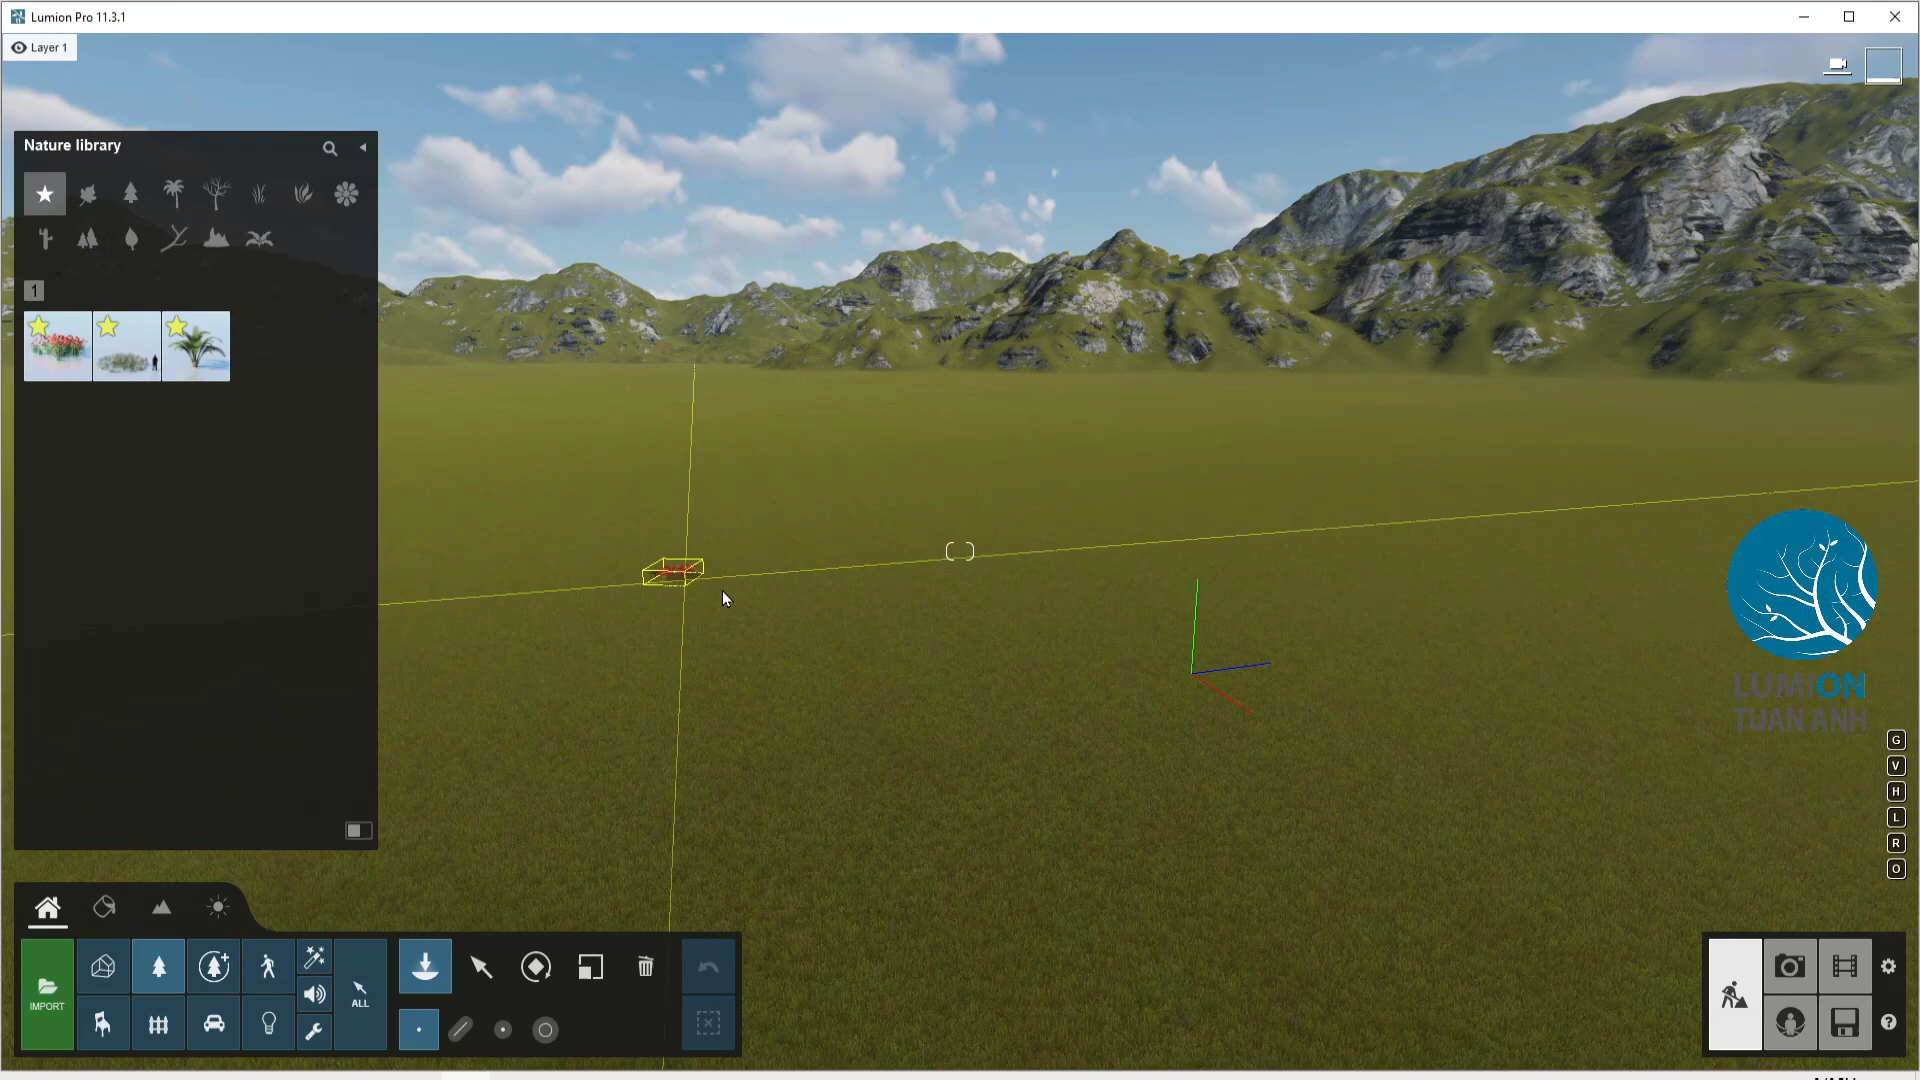 Lumion Pro 11.3.1
Layer 1
Nature library
1
LUMION
TUAN ANH
G
V
H
L
R
O
IMPORT
ALL
?